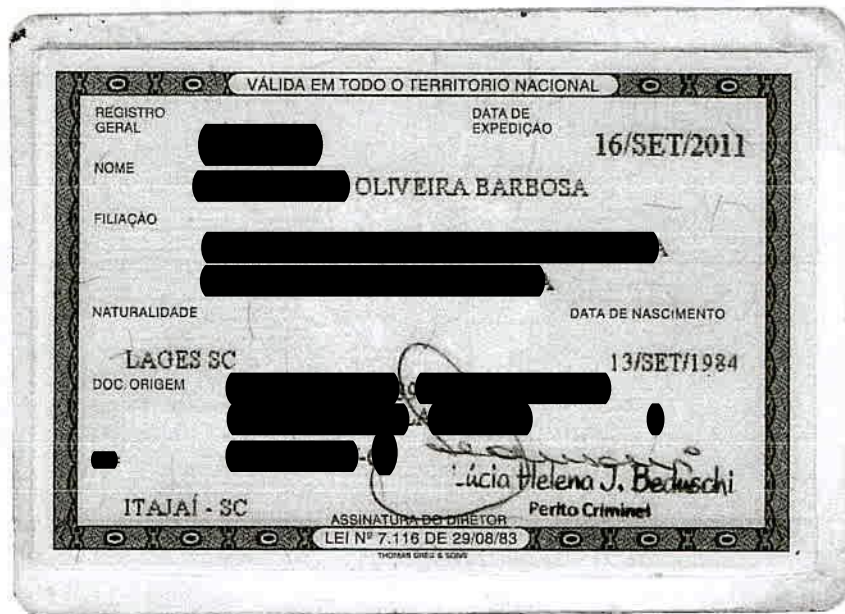 VÁLIDA EM TODO O TERRITORIO NACIONAL
REGISTRO GERAL
DATA DE EXPEDIÇÃO
16/SET/2011
NOME
OLIVEIRA BARBOSA
FILIAÇÃO
NATURALIDADE
DATA DE NASCIMENTO
LAGES SC
13/SET/1984
DOC. ORIGEM
Lúcia Helena J. Beduschi
Perito Criminal
ITAJAÍ - SC
ASSINATURA DO DIRETOR
LEI Nº 7.116 DE 29/08/83
THOMAS GREG & SONS